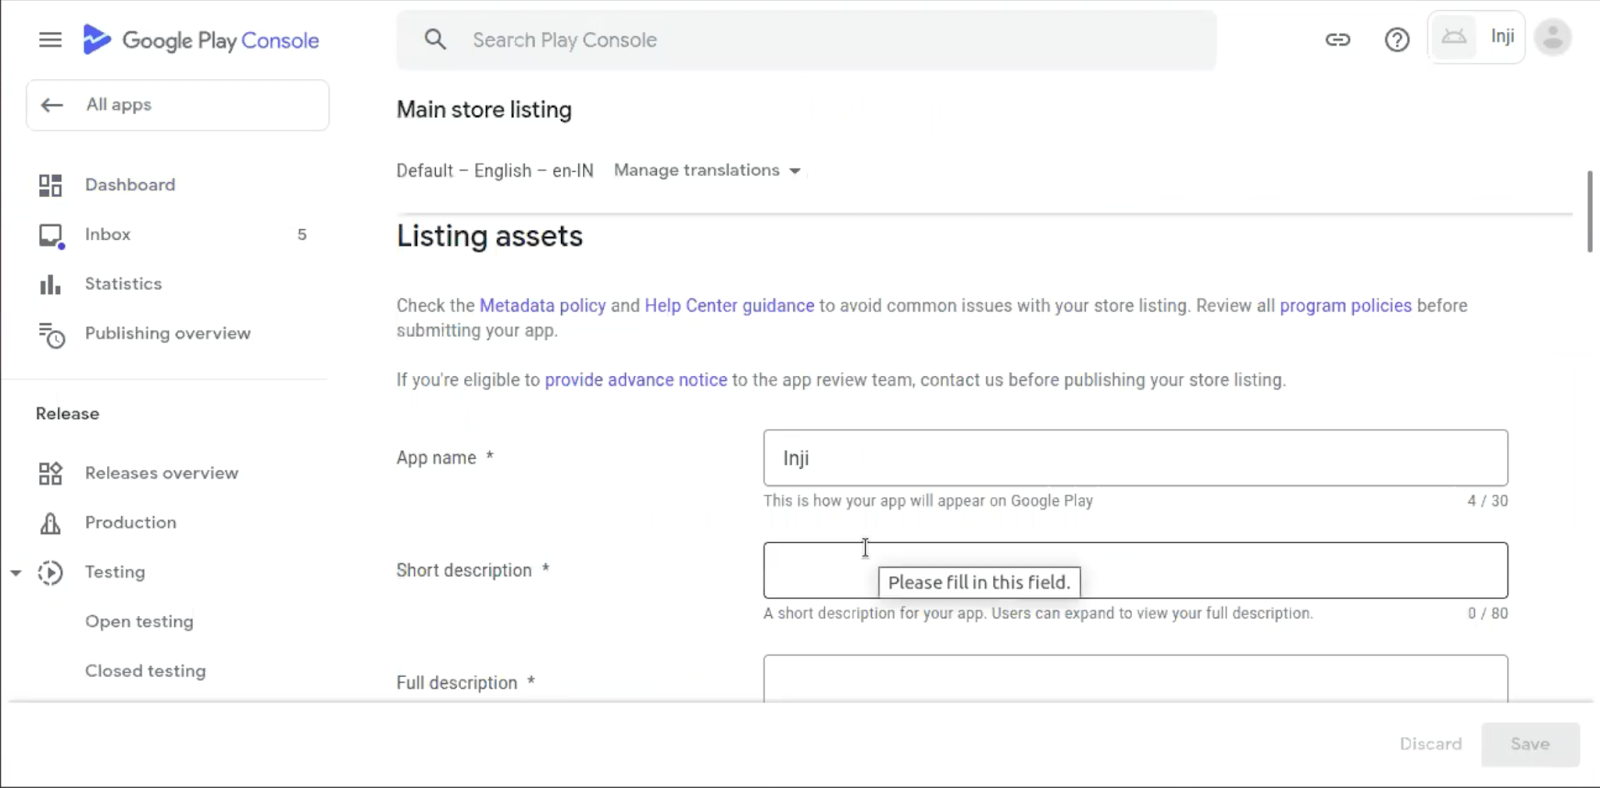 Google Play Console
Search Play Console
Inji
All apps
Dashboard
Inbox 5
Statistics
Publishing overview
Release
Releases overview
Production
Testing
Open testing
Closed testing
Main store listing
Default – English – en-IN Manage translations
Listing assets
Check the Metadata policy and Help Center guidance to avoid common issues with your store listing. Review all program policies before
submitting your app.
If you're eligible to provide advance notice to the app review team, contact us before publishing your store listing.
App name *
Inji
This is how your app will appear on Google Play 4 / 30
Short description *
Please fill in this field.
A short description for your app. Users can expand to view your full description. 0 / 80
Full description *
Discard Save